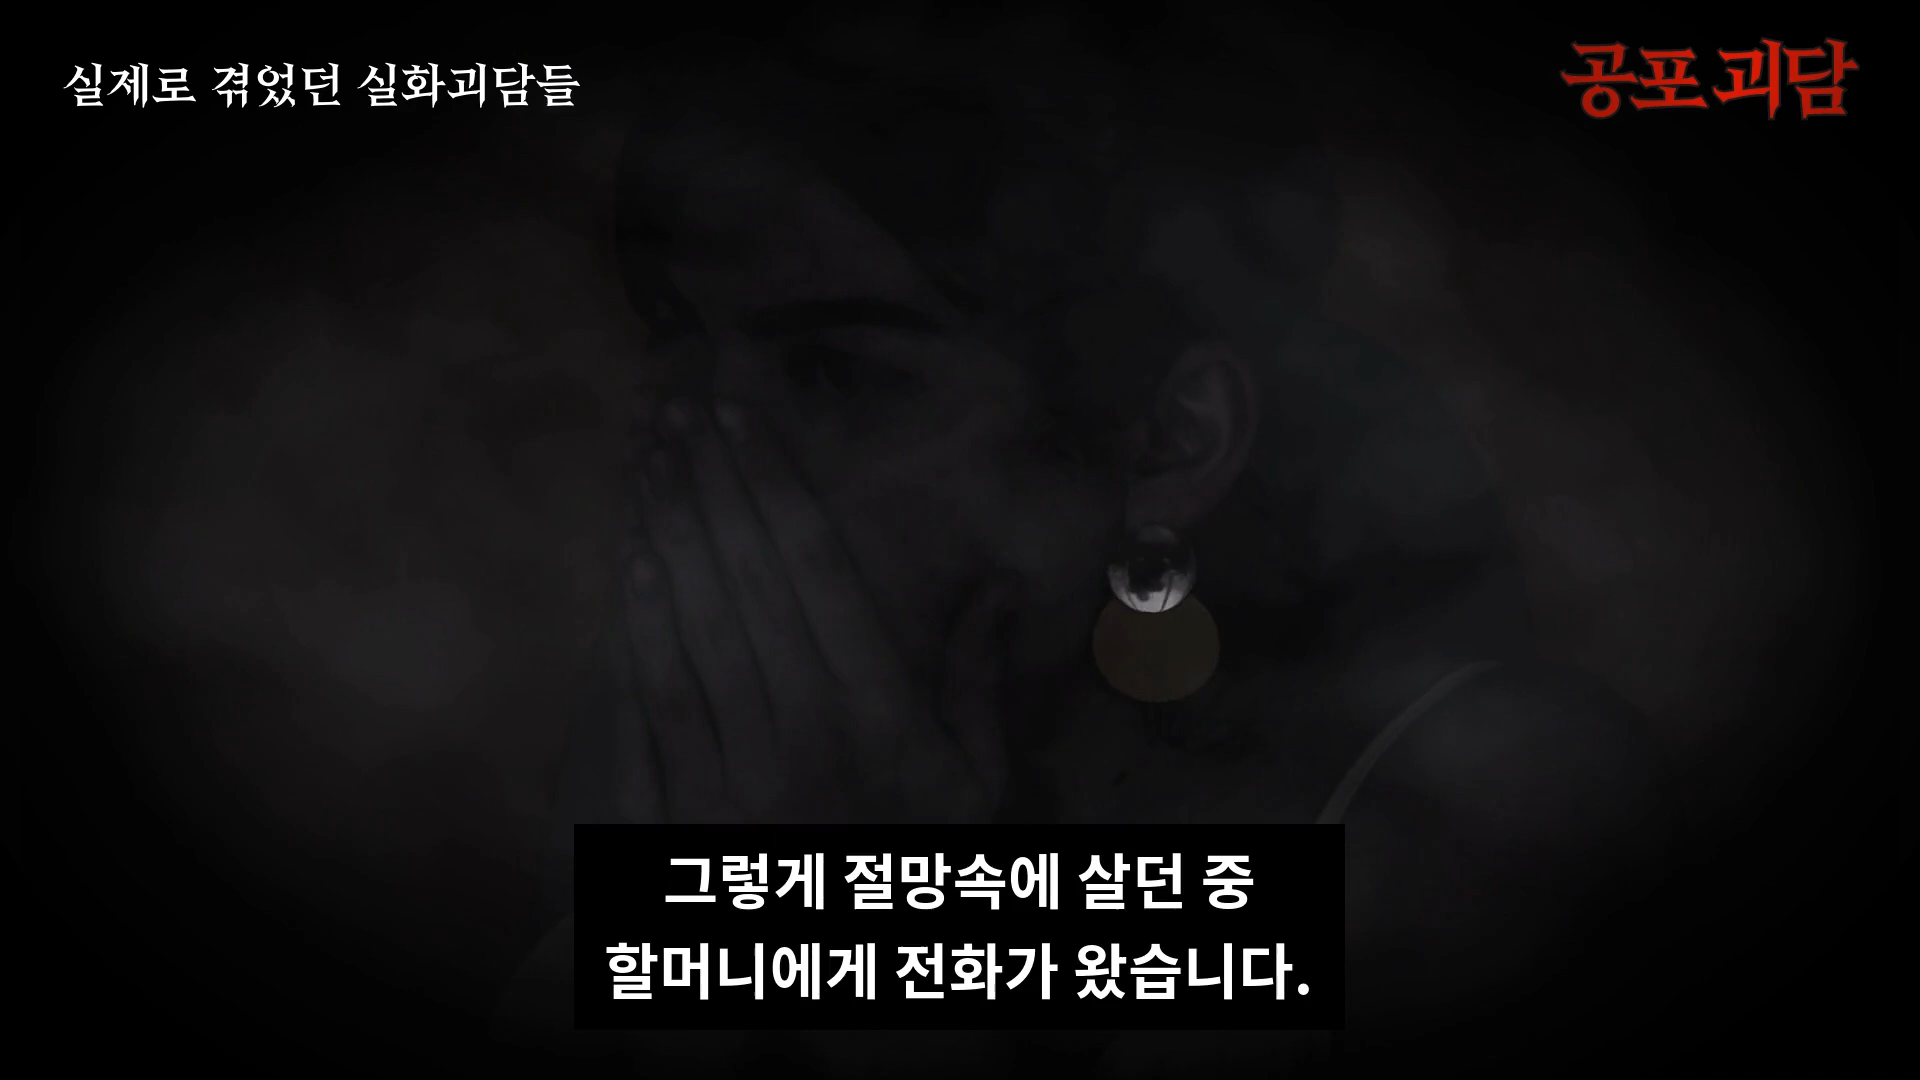 실제로 겪었던 실화괴담들
공포괴담
그렇게 절망속에 살던 중
할머니에게 전화가 왔습니다.